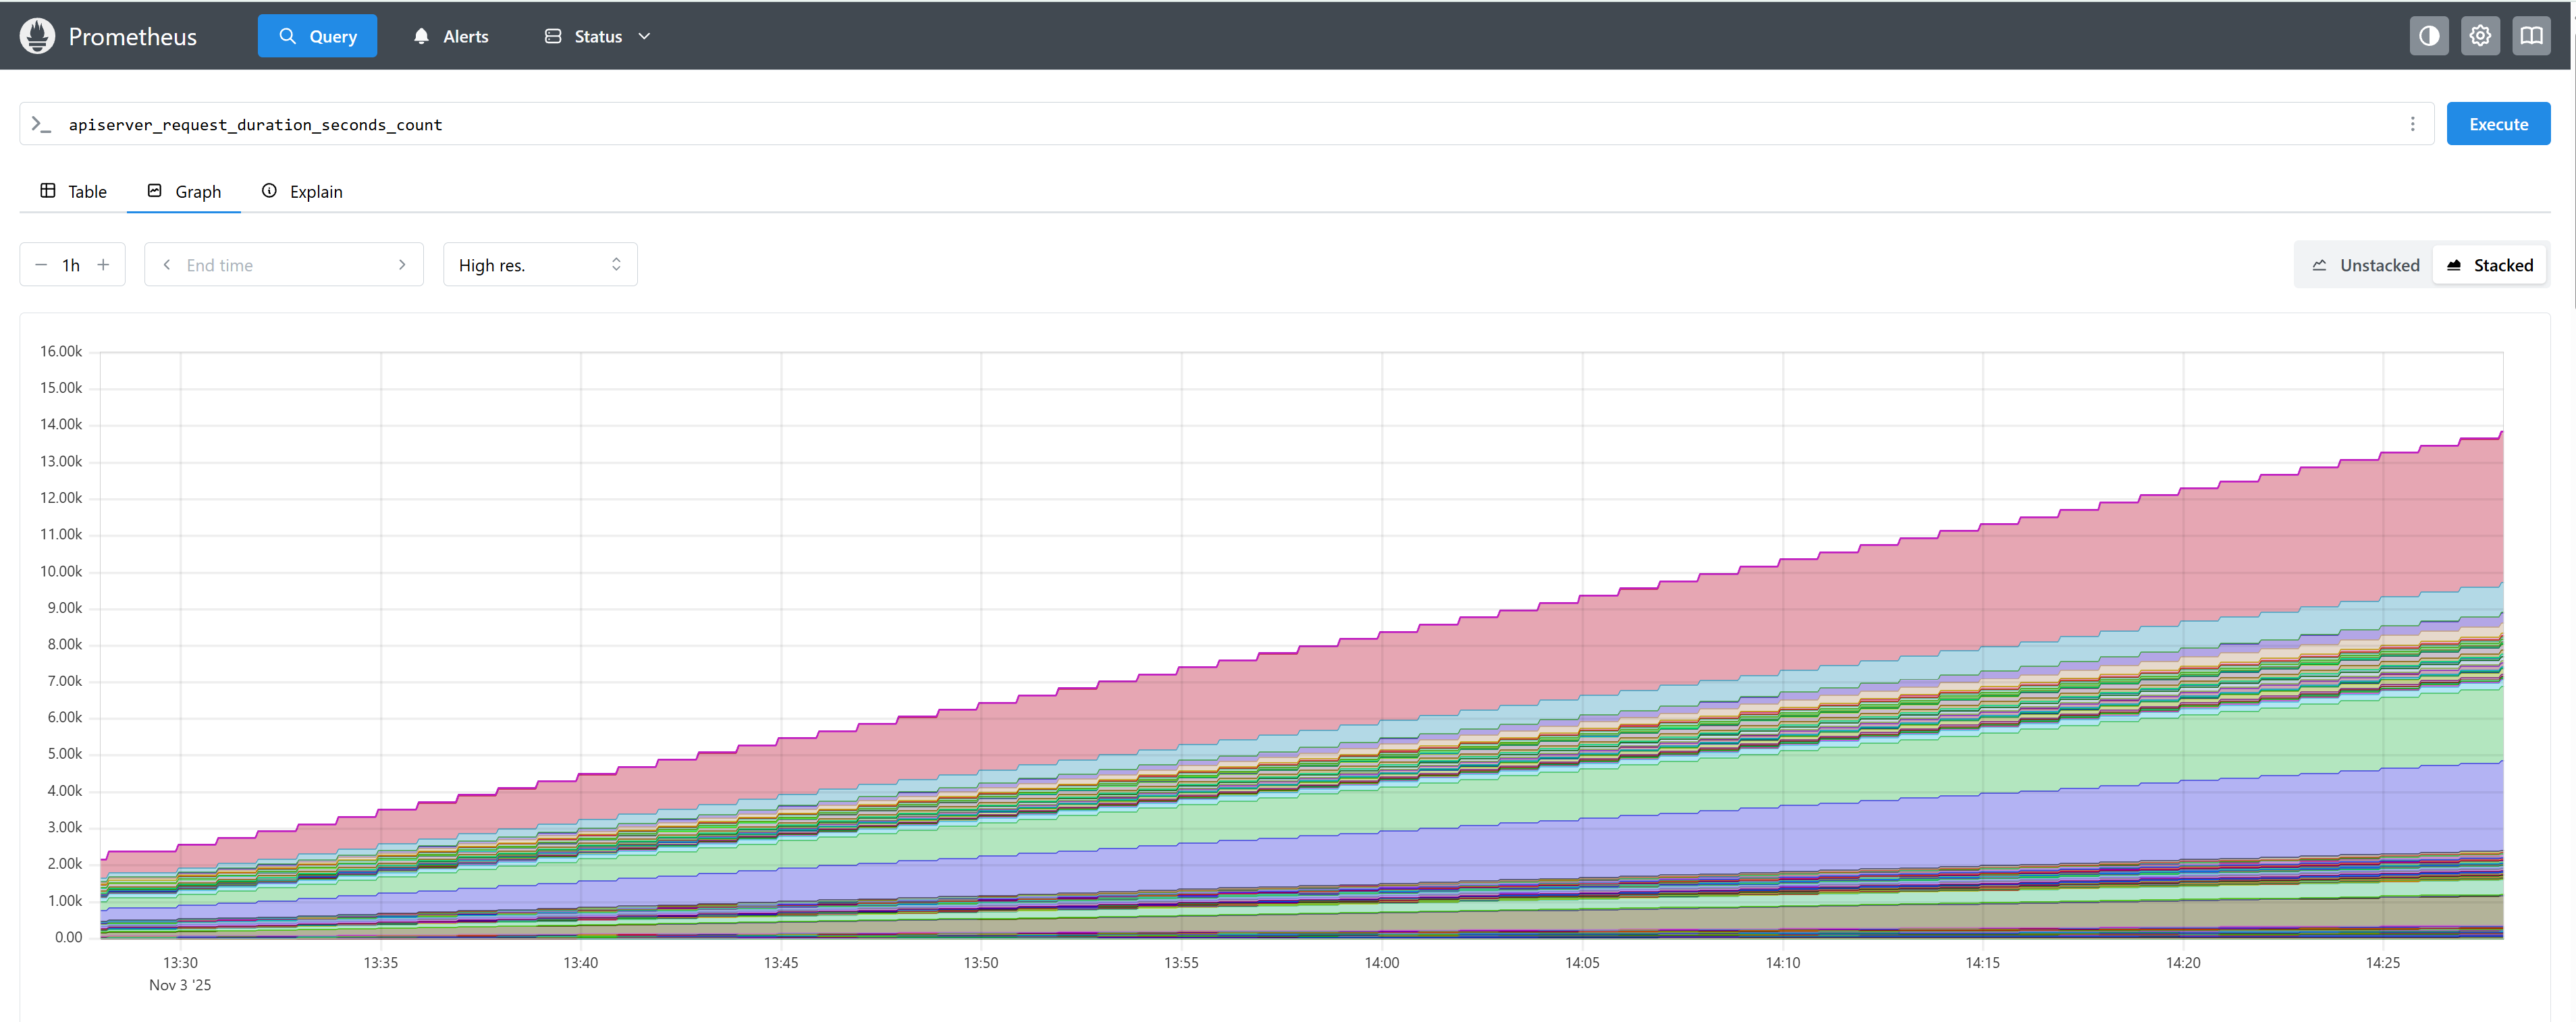 Prometheus Query Alerts Status
apiserver_request_duration_seconds_count Execute
Table Graph Explain
1h End time High res. Unstacked Stacked
16.00k
15.00k
14.00k
13.00k
12.00k
11.00k
10.00k
9.00k
8.00k
7.00k
6.00k
5.00k
4.00k
3.00k
2.00k
1.00k
0.00
13:30 13:35 13:40 13:45 13:50 13:55 14:00 14:05 14:10 14:15 14:20 14:25
Nov 3 '25